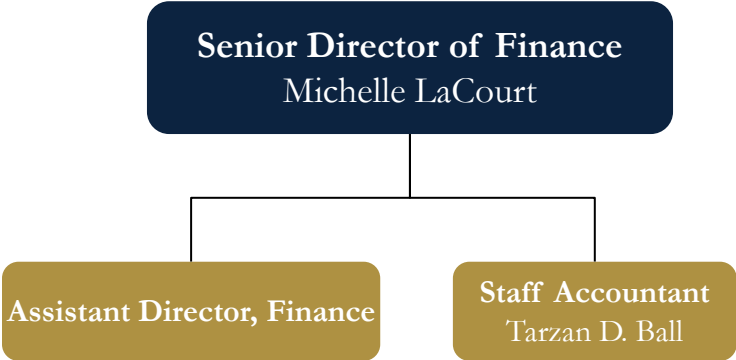 Senior Director of Finance
Michelle LaCourt
Assistant Director, Finance
Staff Accountant
Tarzan D. Ball